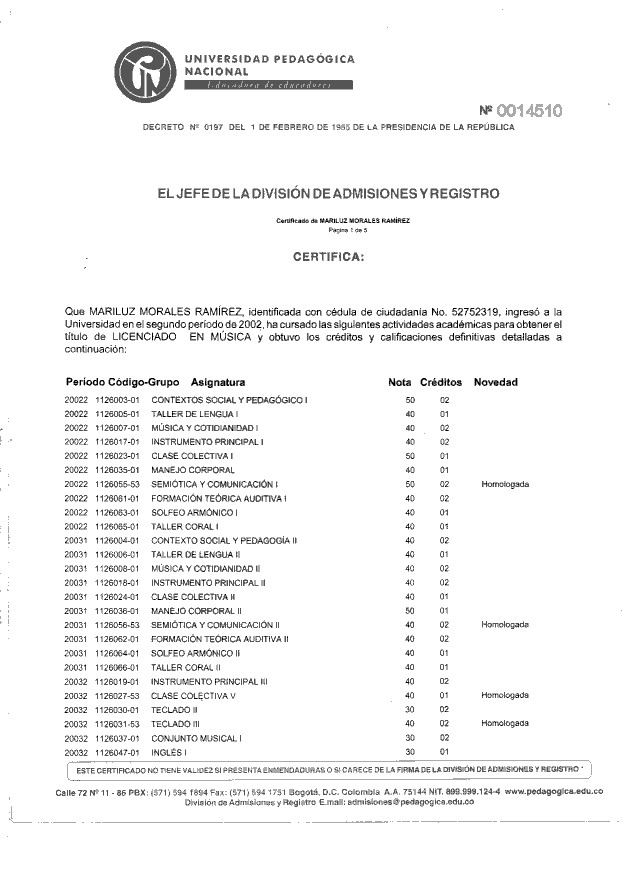 UNIVERSIDAD PEDAGÓGICA
NACIONAL
Educadora de educadores
Nº 0014510
DECRETO Nº 0197 DEL 1 DE FEBRERO DE 1955 DE LA PRESIDENCIA DE LA REPÚBLICA
EL JEFE DE LA DIVISIÓN DE ADMISIONES Y REGISTRO
Certificado de MARILUZ MORALES RAMÍREZ
Página 1 de 5
CERTIFICA:
Que MARILUZ MORALES RAMÍREZ, identificada con cédula de ciudadanía No. 52752319, ingresó a la
Universidad en el segundo período de 2002, ha cursado las siguientes actividades académicas para obtener el
título de LICENCIADO EN MÚSICA y obtuvo los créditos y calificaciones definitivas detalladas a
continuación:
Período Código-Grupo Asignatura Nota Créditos Novedad
20022 1126003-01 CONTEXTOS SOCIAL Y PEDAGÓGICO I 50 02
20022 1126005-01 TALLER DE LENGUA I 40 01
20022 1126007-01 MÚSICA Y COTIDIANIDAD I 40 02
20022 1126017-01 INSTRUMENTO PRINCIPAL I 40 02
20022 1126023-01 CLASE COLECTIVA I 50 01
20022 1126035-01 MANEJO CORPORAL 40 01
20022 1126055-53 SEMIÓTICA Y COMUNICACIÓN I 50 02 Homologada
20022 1126061-01 FORMACIÓN TEÓRICA AUDITIVA I 40 02
20022 1126063-01 SOLFEO ARMÓNICO I 40 01
20022 1126065-01 TALLER CORAL I 40 01
20031 1126004-01 CONTEXTO SOCIAL Y PEDAGOGÍA II 40 02
20031 1126006-01 TALLER DE LENGUA II 40 01
20031 1126008-01 MÚSICA Y COTIDIANIDAD II 40 02
20031 1126018-01 INSTRUMENTO PRINCIPAL II 40 02
20031 1126024-01 CLASE COLECTIVA II 40 01
20031 1126036-01 MANEJO CORPORAL II 50 01
20031 1126056-53 SEMIÓTICA Y COMUNICACIÓN II 40 02 Homologada
20031 1126062-01 FORMACIÓN TEÓRICA AUDITIVA II 40 02
20031 1126064-01 SOLFEO ARMÓNICO II 40 01
20031 1126066-01 TALLER CORAL II 40 01
20032 1126019-01 INSTRUMENTO PRINCIPAL III 40 02
20032 1126027-53 CLASE COLECTIVA V 40 01 Homologada
20032 1126030-01 TECLADO II 30 02
20032 1126031-53 TECLADO III 40 02 Homologada
20032 1126037-01 CONJUNTO MUSICAL I 30 02
20032 1126047-01 INGLÉS I 30 01
ESTE CERTIFICADO NO TIENE VALIDEZ SI PRESENTA ENMENDADURAS O SI CARECE DE LA FIRMA DE LA DIVISIÓN DE ADMISIONES Y REGISTRO
Calle 72 Nº 11 - 86 PBX: (571) 594 1894 Fax: (571) 594 1751 Bogotá, D.C. Colombia A.A. 75144 NIT. 899.999.124-4 www.pedagogica.edu.co
División de Admisiones y Registro E.mail: admisiones@pedagogica.edu.co